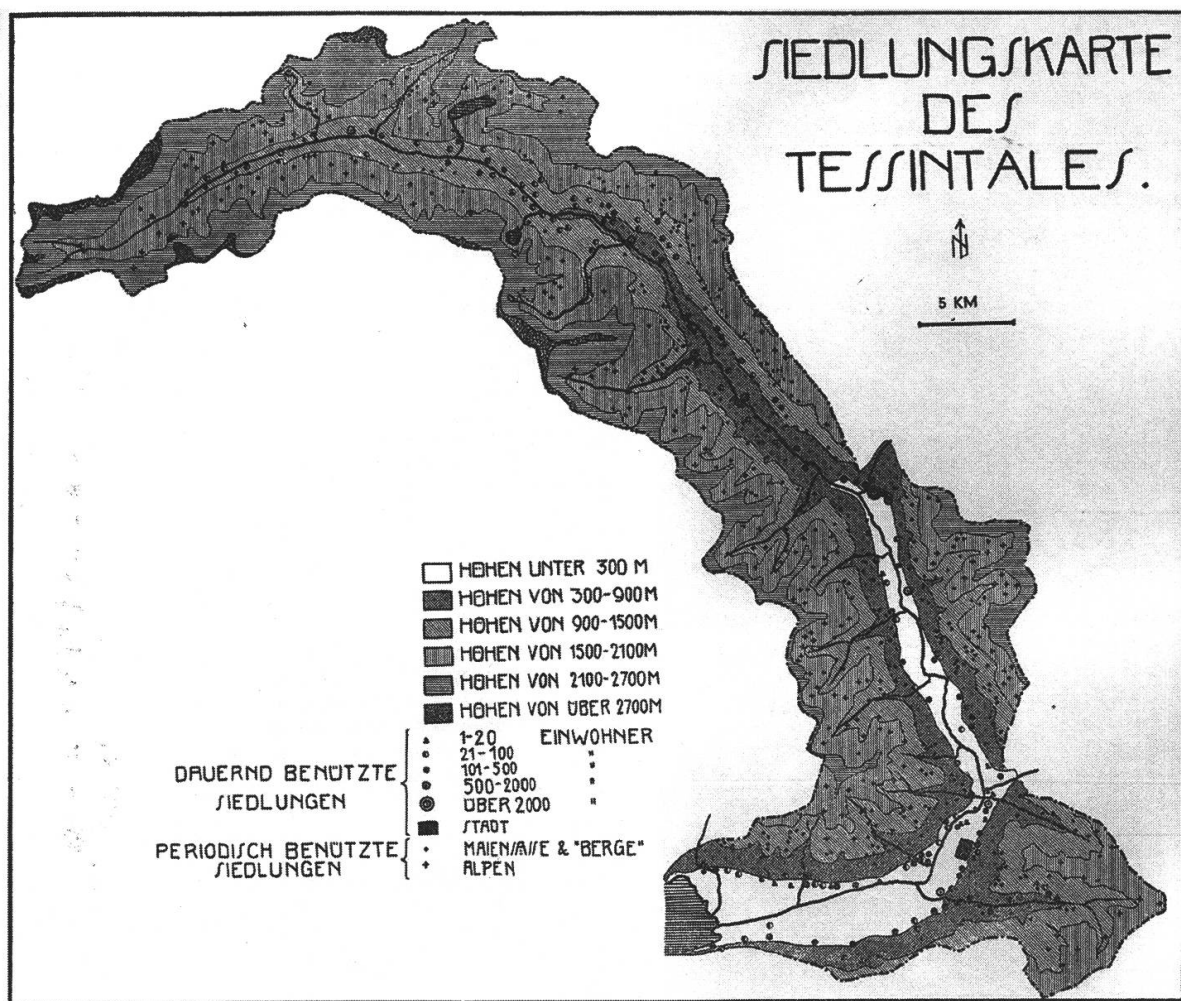 SIEDLUNGSKARTE
DES
TESSINTALES.
N
5 KM
HÖHEN UNTER 300 M
HÖHEN VON 300-900M
HÖHEN VON 900-1500M
HÖHEN VON 1500-2100M
HÖHEN VON 2100-2700M
HÖHEN VON ÜBER 2700M
DAUERND BENÜTZTE
SIEDLUNGEN
1-20 EINWOHNER
21-100 "
101-500 "
500-2000 "
ÜBER 2000 "
STADT
PERIODISCH BENÜTZTE
SIEDLUNGEN
MAIENSÄSSE & "BERGE"
ALPEN